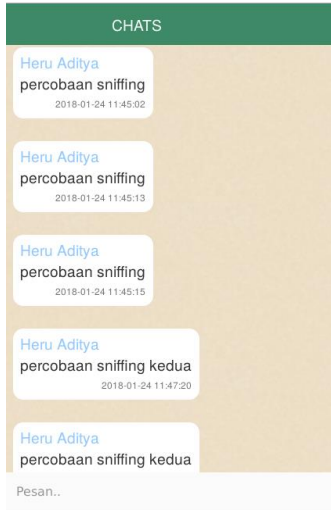 CHATS
Heru Aditya
percobaan sniffing
2018-01-24 11:45:02
Heru Aditya
percobaan sniffing
2018-01-24 11:45:13
Heru Aditya
percobaan sniffing
2018-01-24 11:45:15
Heru Aditya
percobaan sniffing kedua
2018-01-24 11:47:20
Heru Aditya
percobaan sniffing kedua
Pesan..